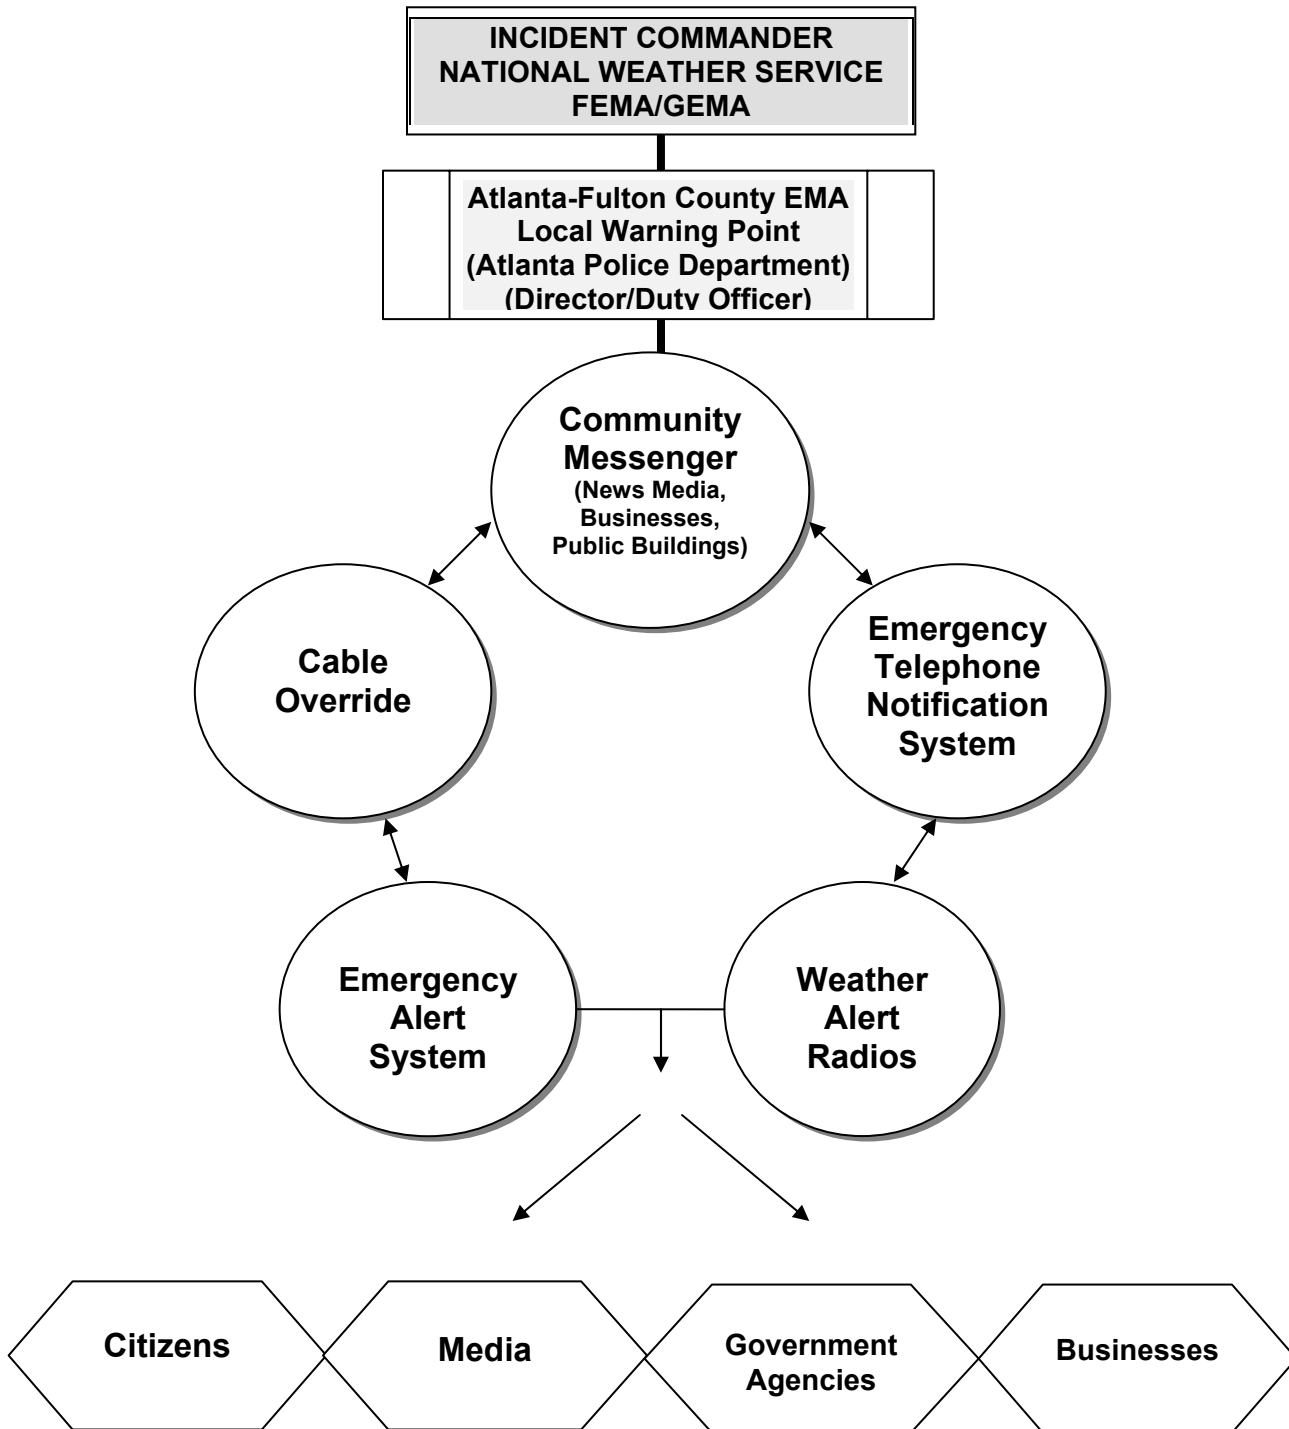 INCIDENT COMMANDER
NATIONAL WEATHER SERVICE
FEMA/GEMA
Atlanta-Fulton County EMA
Local Warning Point
(Atlanta Police Department)
(Director/Duty Officer)
Community
Messenger
(News Media,
Businesses,
Public Buildings)
Cable
Override
Emergency
Telephone
Notification
System
Emergency
Alert
System
Weather
Alert
Radios
Citizens
Media
Government
Agencies
Businesses